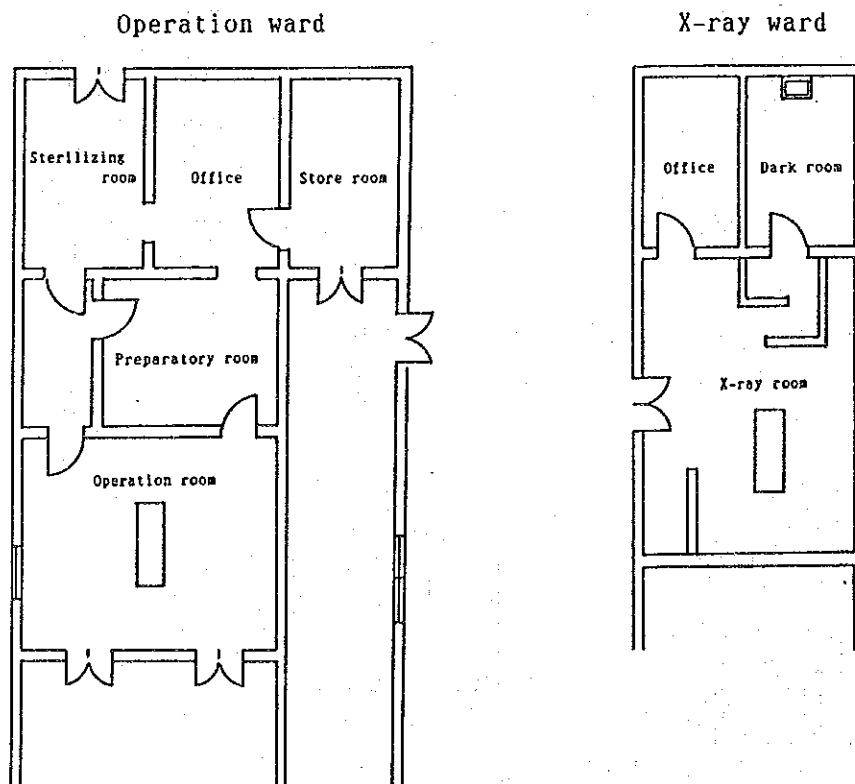 Operation ward
X-ray ward
Sterilizing
room
Office
Store room
Office
Dark room
Preparatory room
X-ray room
Operation room